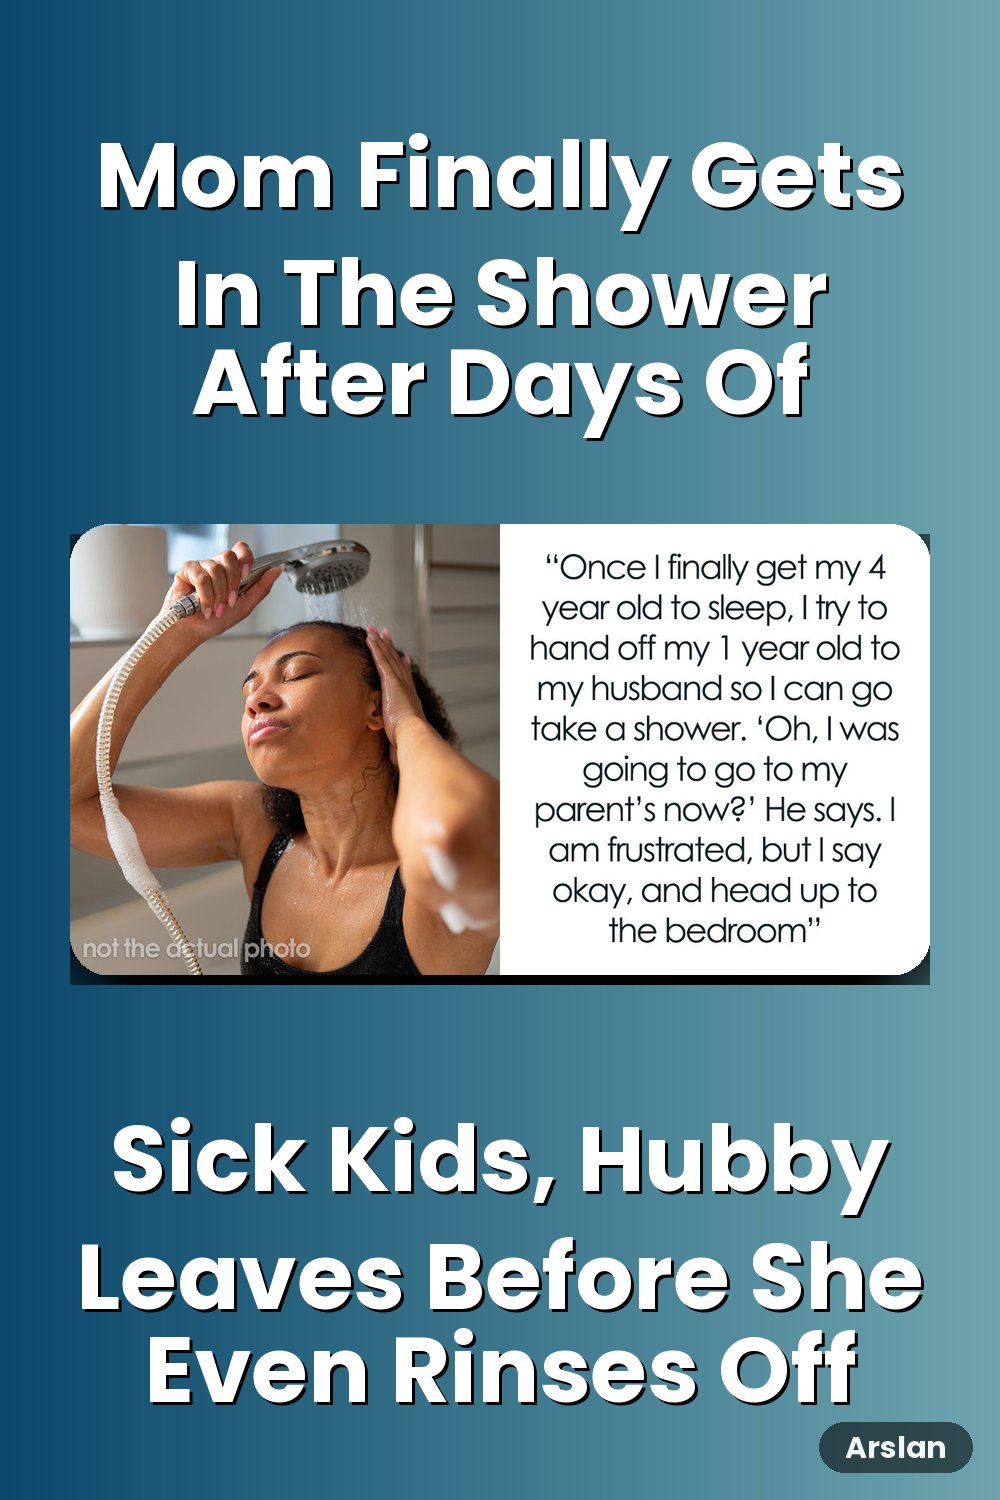 Mom Finally Gets
In The Shower
After Days Of
“Once I finally get my 4
year old to sleep, I try to
hand off my 1 year old to
my husband so I can go
take a shower. ‘Oh, I was
going to go to my
parent’s now?’ He says. I
am frustrated, but I say
okay, and head up to
the bedroom”
not the actual photo
Sick Kids, Hubby
Leaves Before She
Even Rinses Off
Arslan